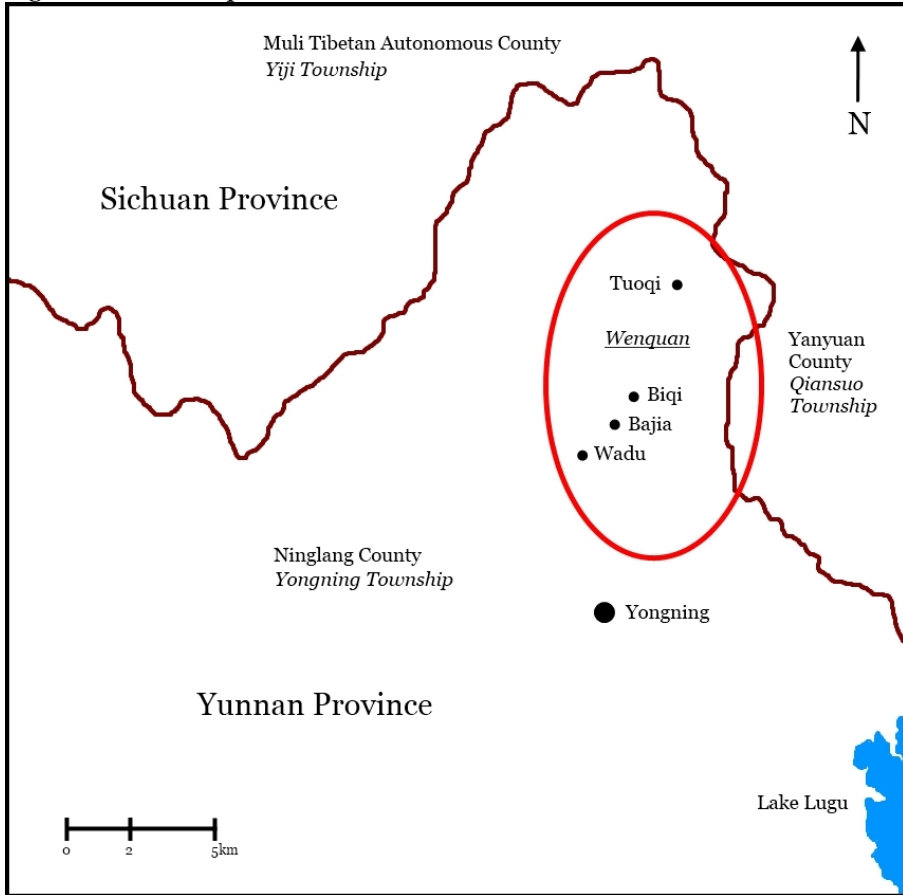 Muli Tibetan Autonomous County
Yiji Township
N
Sichuan Province
Tuoqi
Wenquan
Yanyuan
County
Qiansuo
Township
Biqi
Bajia
Wadu
Ninglang County
Yongning Township
Yongning
Yunnan Province
Lake Lugu
0 2 5km